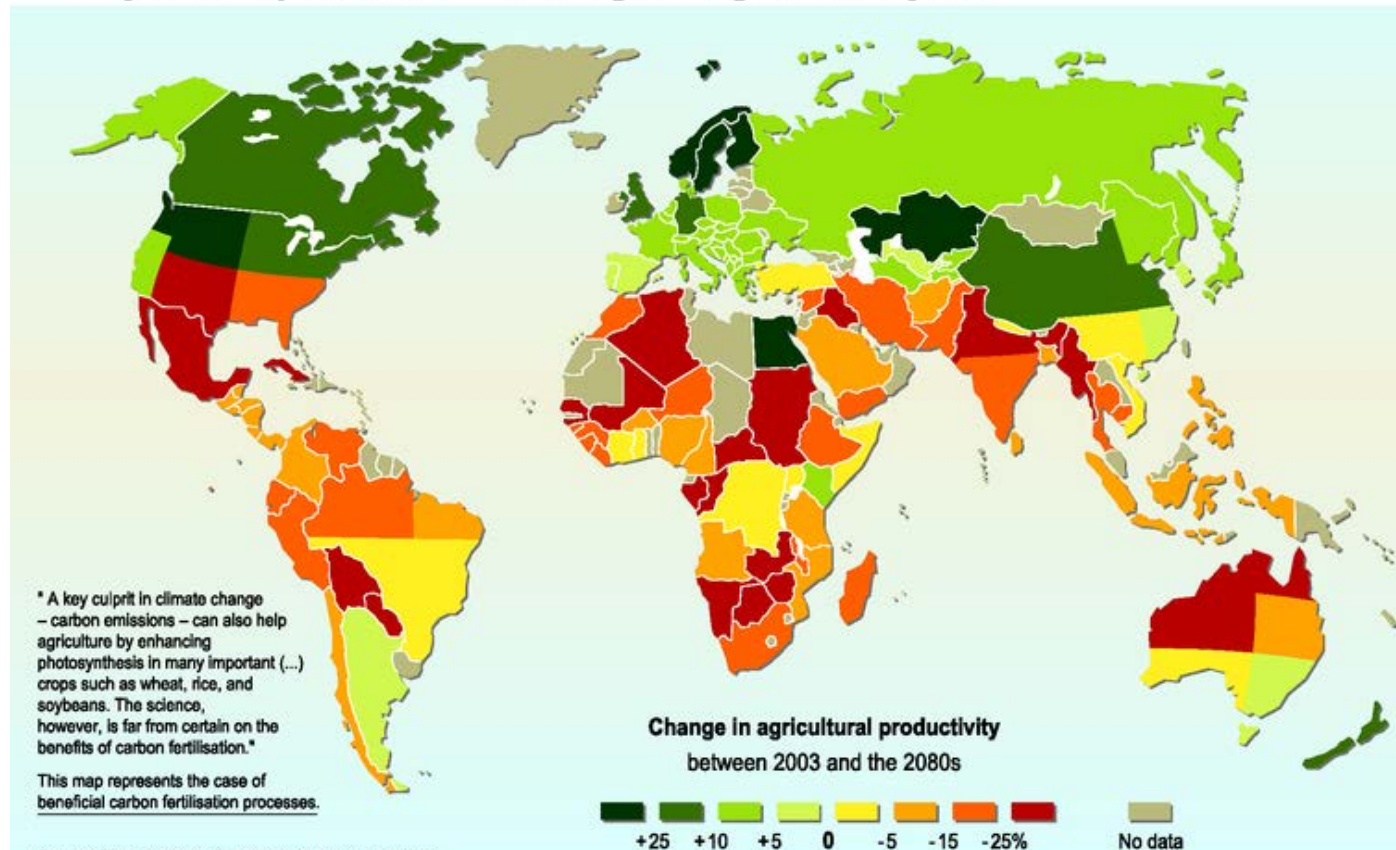 " A key culprit in climate change
– carbon emissions – can also help
agriculture by enhancing
photosynthesis in many important (...)
crops such as wheat, rice, and
soybeans. The science,
however, is far from certain on the
benefits of carbon fertilisation."
This map represents the case of
beneficial carbon fertilisation processes.
Change in agricultural productivity
between 2003 and the 2080s
+25 +10 +5 0 -5 -15 -25% No data